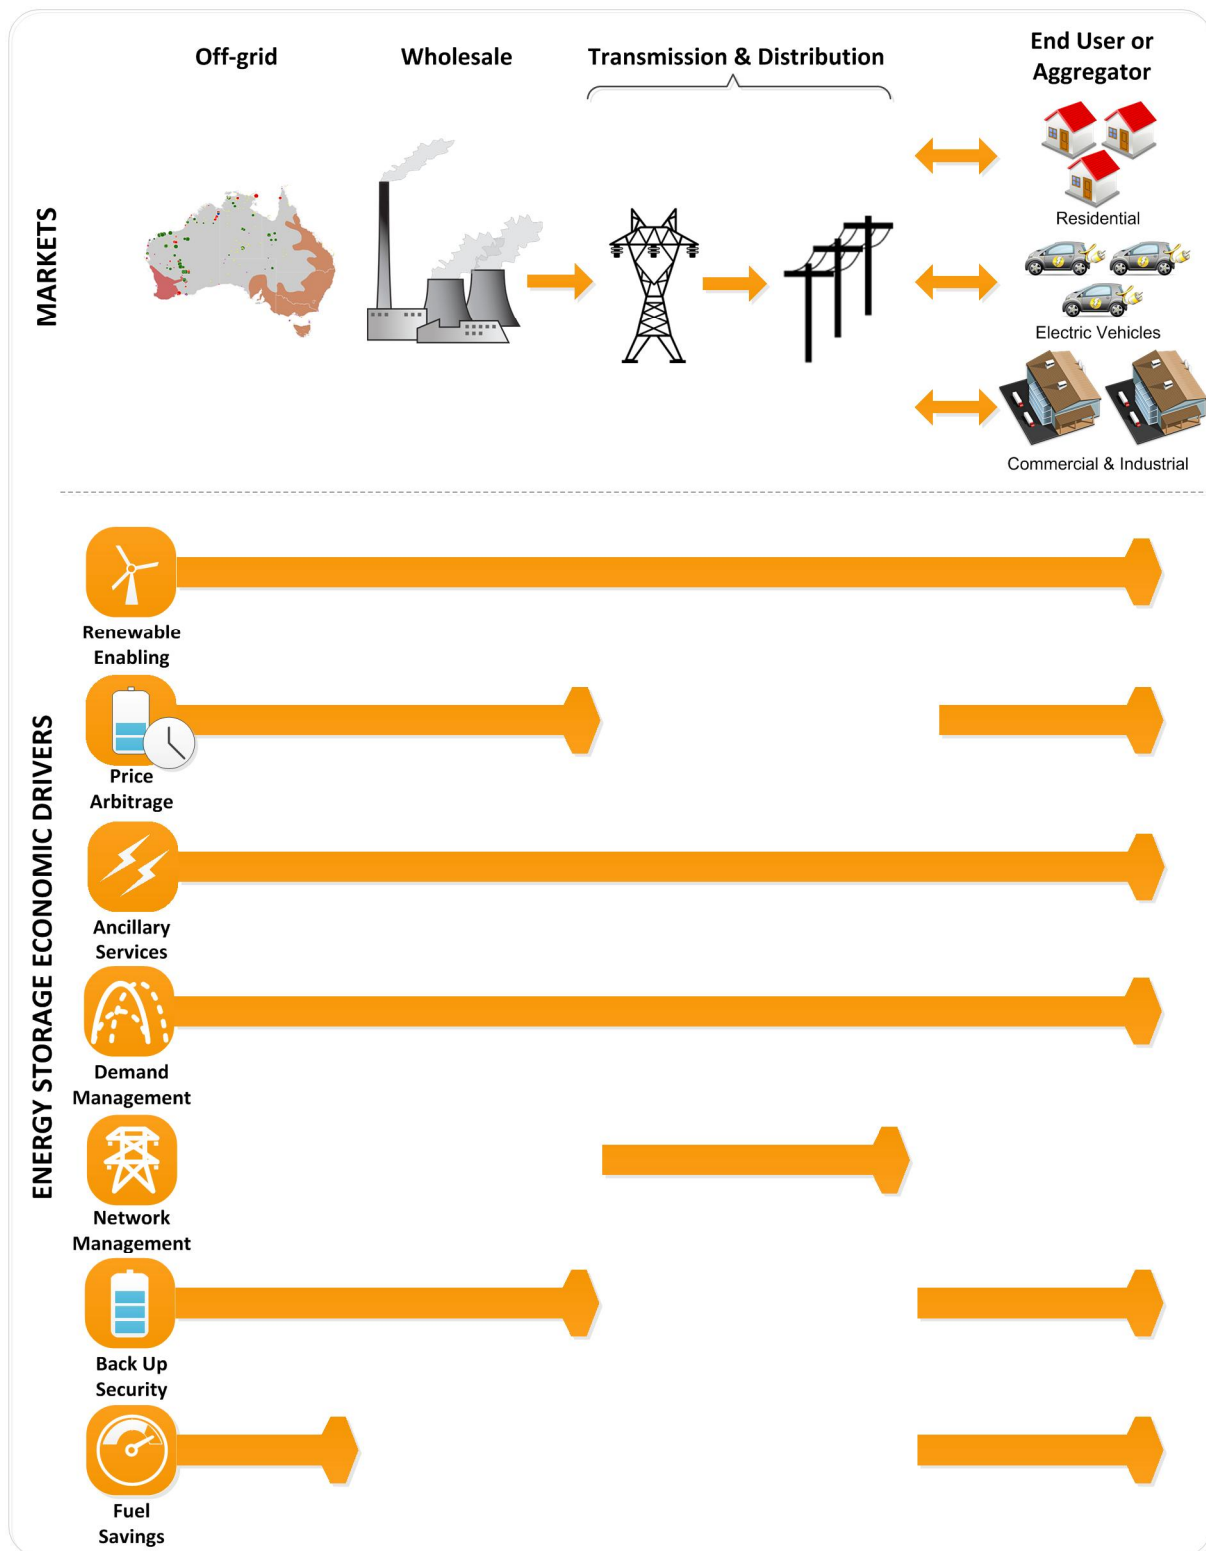 Off-grid
Wholesale
Transmission & Distribution
End User or
Aggregator
MARKETS
Residential
Electric Vehicles
Commercial & Industrial
ENERGY STORAGE ECONOMIC DRIVERS
Renewable
Enabling
Price
Arbitrage
Ancillary
Services
Demand
Management
Network
Management
Back Up
Security
Fuel
Savings